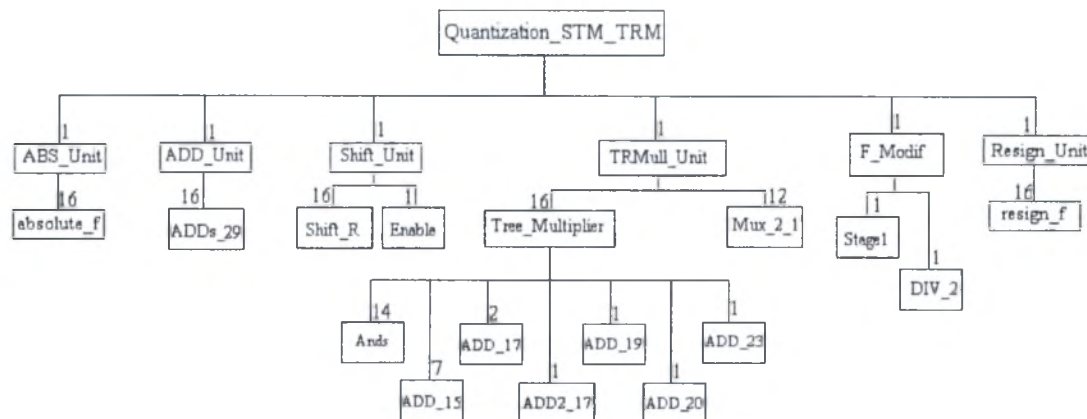 Quantization_STM_TRM
1 1 1 1 1 1
ABS_Unit ADD_Unit Shift_Unit TRMull_Unit F_Modif Resign_Unit
16 16 16 1 16 12 1 1 16
absolute_f ADDs_29 Shift_R Enable Tree_Multiplier Mux_2_1 Stage1 DIV_2 resign_f
14 2 1 1
Ands ADD_17 ADD_19 ADD_23
7 1 1
ADD_15 ADD2_17 ADD_20